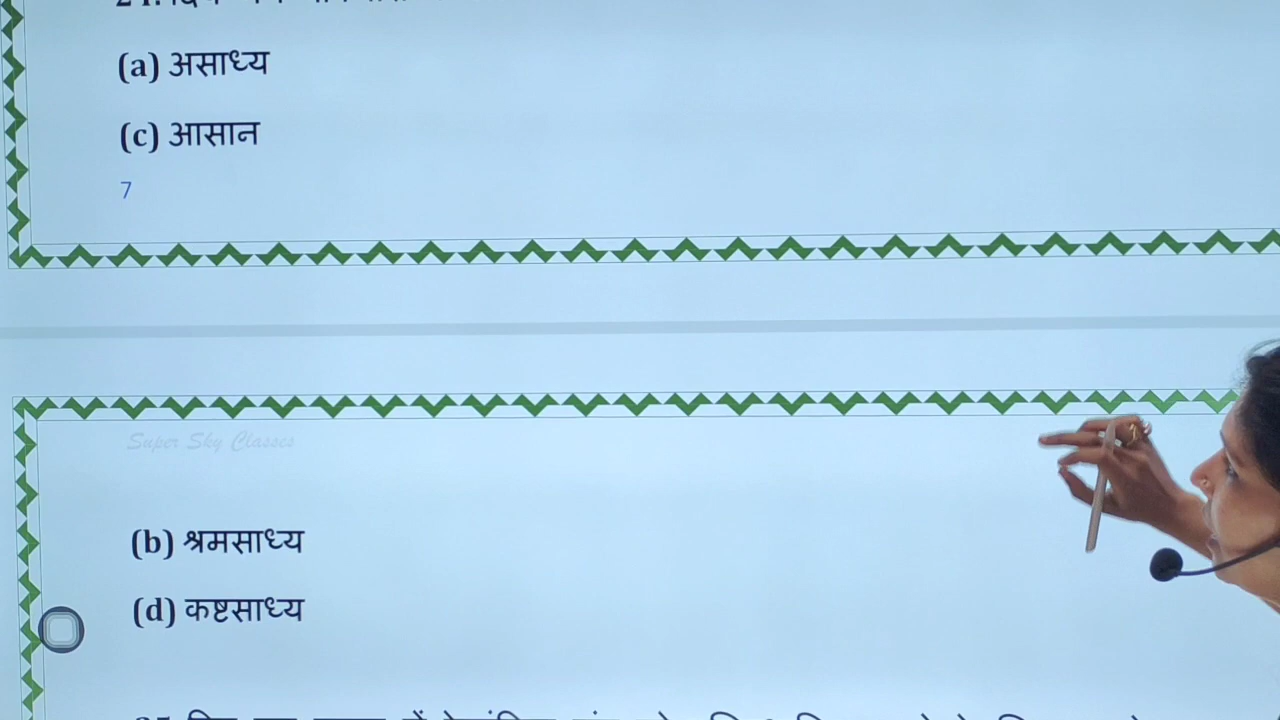 (a) असाध्य
(c) आसान
7
Super Sky Classes
(b) श्रमसाध्य
(d) कष्टसाध्य